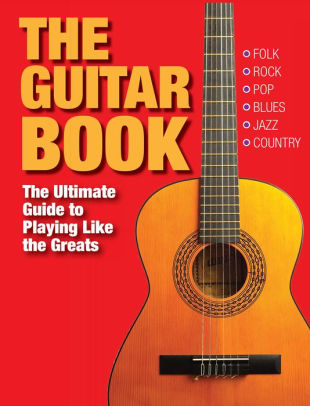 THE
GUITAR
BOOK
The Ultimate
Guide to
Playing Like
the Greats
FOLK
ROCK
POP
BLUES
JAZZ
COUNTRY